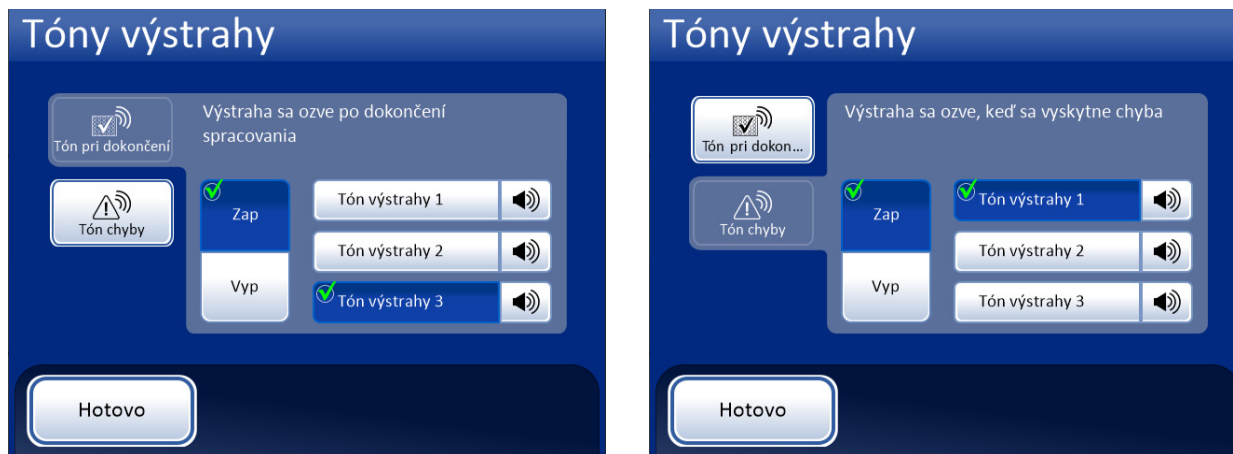 Tóny výstrahy
Tón pri dokončení
Výstraha sa ozve po dokončení
spracovania
Tón chyby
Zap
Vyp
Tón výstrahy 1
Tón výstrahy 2
Tón výstrahy 3
Hotovo
Tóny výstrahy
Tón pri dokon...
Výstraha sa ozve, keď sa vyskytne chyba
Tón chyby
Zap
Vyp
Tón výstrahy 1
Tón výstrahy 2
Tón výstrahy 3
Hotovo